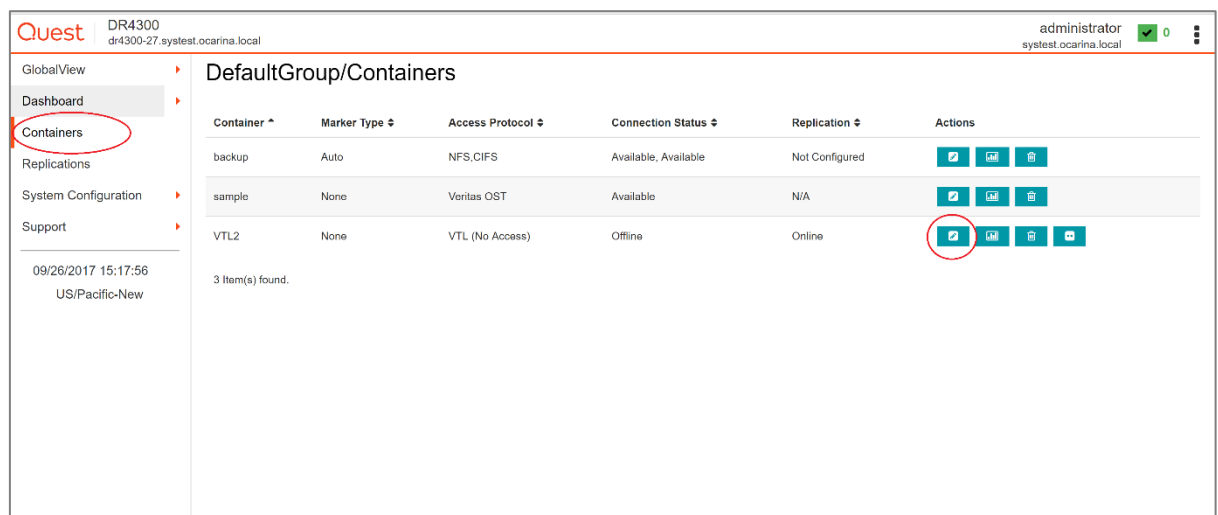 Quest DR4300 administrator 0
dr4300-27.systest.ocarina.local systest.ocarina.local
GlobalView
Dashboard
Containers
Replications
System Configuration
Support
09/26/2017 15:17:56
US/Pacific-New
DefaultGroup/Containers
Container Marker Type Access Protocol Connection Status Replication Actions
backup Auto NFS,CIFS Available, Available Not Configured
sample None Veritas OST Available N/A
VTL2 None VTL (No Access) Offline Online
3 Item(s) found.